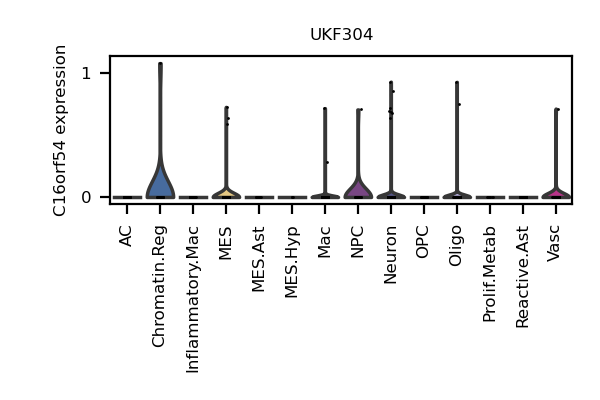 UKF304
C16orf54 expression
1
0
AC
Chromatin.Reg
Inflammatory.Mac
MES
MES.Ast
MES.Hyp
Mac
NPC
Neuron
OPC
Oligo
Prolif.Metab
Reactive.Ast
Vasc